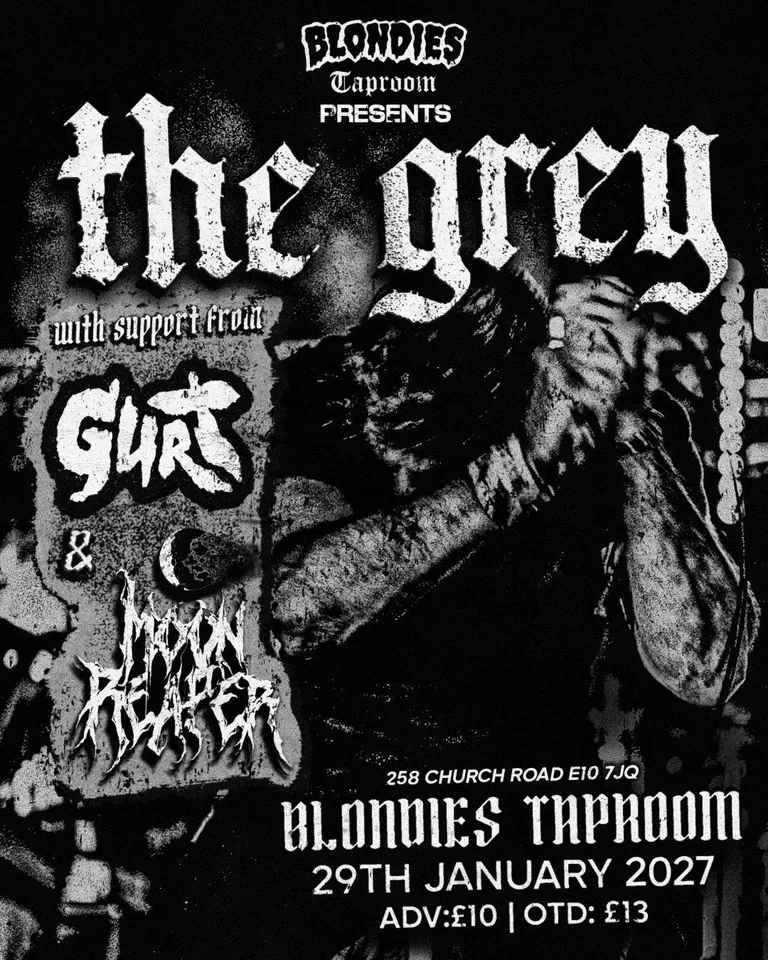 BLONDIES
Taproom
PRESENTS
the grey
with support from
GURT
&
MOON
REAPER
258 CHURCH ROAD E10 7JQ
BLONDIES TAPROOM
29TH JANUARY 2027
ADV:£10 | OTD: £13